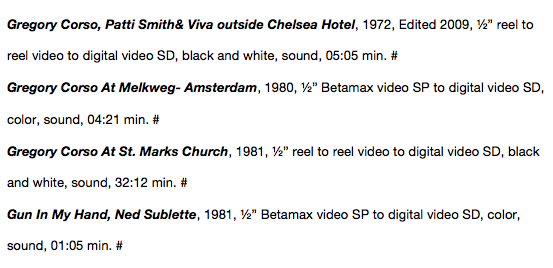 Gregory Corso, Patti Smith& Viva outside Chelsea Hotel, 1972, Edited 2009, ½” reel to
reel video to digital video SD, black and white, sound, 05:05 min. #
Gregory Corso At Melkweg- Amsterdam, 1980, ½” Betamax video SP to digital video SD,
color, sound, 04:21 min. #
Gregory Corso At St. Marks Church, 1981, ½” reel to reel video to digital video SD, black
and white, sound, 32:12 min. #
Gun In My Hand, Ned Sublette, 1981, ½” Betamax video SP to digital video SD, color,
sound, 01:05 min. #